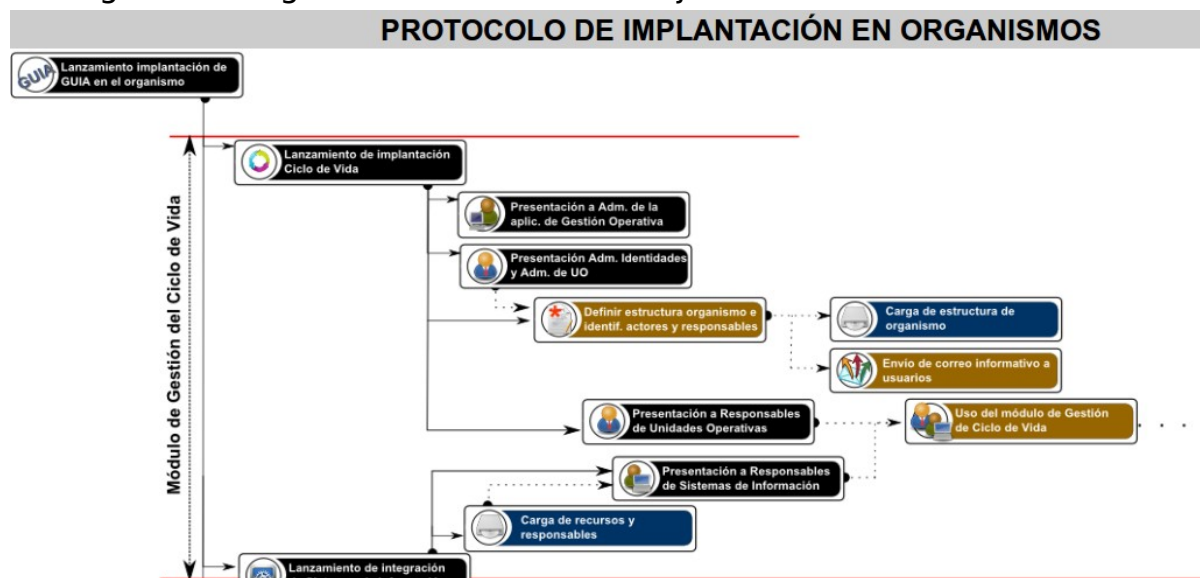 PROTOCOLO DE IMPLANTACIÓN EN ORGANISMOS
GUIA
Lanzamiento implantación de
GUIA en el organismo
Módulo de Gestión del Ciclo de Vida
Lanzamiento de implantación
Ciclo de Vida
Presentación a Adm. de la
aplic. de Gestión Operativa
Presentación Adm. Identidades
y Adm. de UO
Definir estructura organismo e
identif. actores y responsables
Carga de estructura de
organismo
Envío de correo informativo a
usuarios
Presentación a Responsables
de Unidades Operativas
Uso del módulo de Gestión
de Ciclo de Vida
Presentación a Responsables
de Sistemas de Información
Carga de recursos y
responsables
Lanzamiento de integración